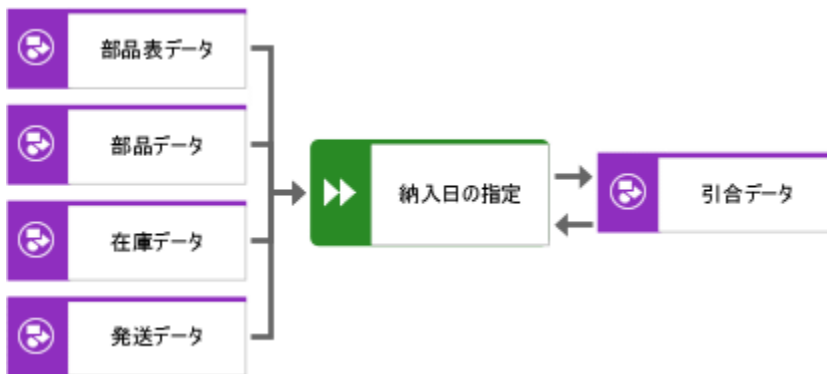 部品表データ
部品データ
在庫データ
発送データ
納入日の指定
引合データ